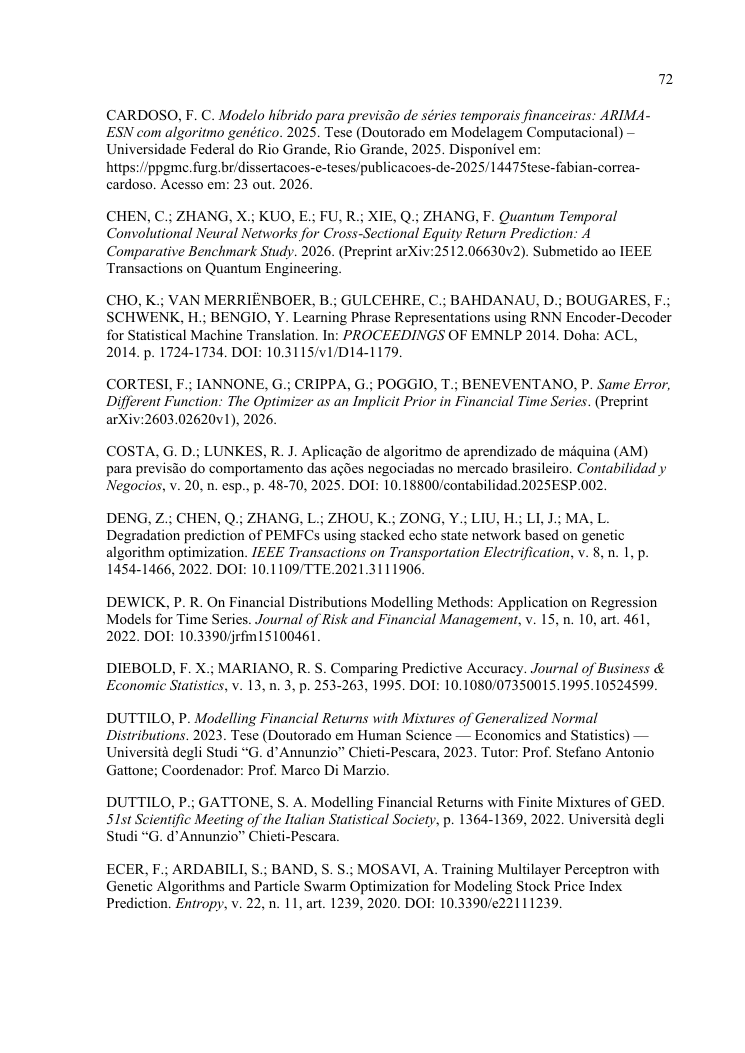 72
CARDOSO, F. C. Modelo híbrido para previsão de séries temporais financeiras: ARIMA-
ESN com algoritmo genético. 2025. Tese (Doutorado em Modelagem Computacional) –
Universidade Federal do Rio Grande, Rio Grande, 2025. Disponível em:
https://ppgmc.furg.br/dissertacoes-e-teses/publicacoes-de-2025/14475tese-fabian-correa-
cardoso. Acesso em: 23 out. 2026.
CHEN, C.; ZHANG, X.; KUO, E.; FU, R.; XIE, Q.; ZHANG, F. Quantum Temporal
Convolutional Neural Networks for Cross-Sectional Equity Return Prediction: A
Comparative Benchmark Study. 2026. (Preprint arXiv:2512.06630v2). Submetido ao IEEE
Transactions on Quantum Engineering.
CHO, K.; VAN MERRIËNBOER, B.; GULCEHRE, C.; BAHDANAU, D.; BOUGARES, F.;
SCHWENK, H.; BENGIO, Y. Learning Phrase Representations using RNN Encoder-Decoder
for Statistical Machine Translation. In: PROCEEDINGS OF EMNLP 2014. Doha: ACL,
2014. p. 1724-1734. DOI: 10.3115/v1/D14-1179.
CORTESI, F.; IANNONE, G.; CRIPPA, G.; POGGIO, T.; BENEVENTANO, P. Same Error,
Different Function: The Optimizer as an Implicit Prior in Financial Time Series. (Preprint
arXiv:2603.02620v1), 2026.
COSTA, G. D.; LUNKES, R. J. Aplicação de algoritmo de aprendizado de máquina (AM)
para previsão do comportamento das ações negociadas no mercado brasileiro. Contabilidad y
Negocios, v. 20, n. esp., p. 48-70, 2025. DOI: 10.18800/contabilidad.2025ESP.002.
DENG, Z.; CHEN, Q.; ZHANG, L.; ZHOU, K.; ZONG, Y.; LIU, H.; LI, J.; MA, L.
Degradation prediction of PEMFCs using stacked echo state network based on genetic
algorithm optimization. IEEE Transactions on Transportation Electrification, v. 8, n. 1, p.
1454-1466, 2022. DOI: 10.1109/TTE.2021.3111906.
DEWICK, P. R. On Financial Distributions Modelling Methods: Application on Regression
Models for Time Series. Journal of Risk and Financial Management, v. 15, n. 10, art. 461,
2022. DOI: 10.3390/jrfm15100461.
DIEBOLD, F. X.; MARIANO, R. S. Comparing Predictive Accuracy. Journal of Business &
Economic Statistics, v. 13, n. 3, p. 253-263, 1995. DOI: 10.1080/07350015.1995.10524599.
DUTTILO, P. Modelling Financial Returns with Mixtures of Generalized Normal
Distributions. 2023. Tese (Doutorado em Human Science — Economics and Statistics) —
Università degli Studi “G. d’Annunzio” Chieti-Pescara, 2023. Tutor: Prof. Stefano Antonio
Gattone; Coordenador: Prof. Marco Di Marzio.
DUTTILO, P.; GATTONE, S. A. Modelling Financial Returns with Finite Mixtures of GED.
51st Scientific Meeting of the Italian Statistical Society, p. 1364-1369, 2022. Università degli
Studi “G. d’Annunzio” Chieti-Pescara.
ECER, F.; ARDABILI, S.; BAND, S. S.; MOSAVI, A. Training Multilayer Perceptron with
Genetic Algorithms and Particle Swarm Optimization for Modeling Stock Price Index
Prediction. Entropy, v. 22, n. 11, art. 1239, 2020. DOI: 10.3390/e22111239.